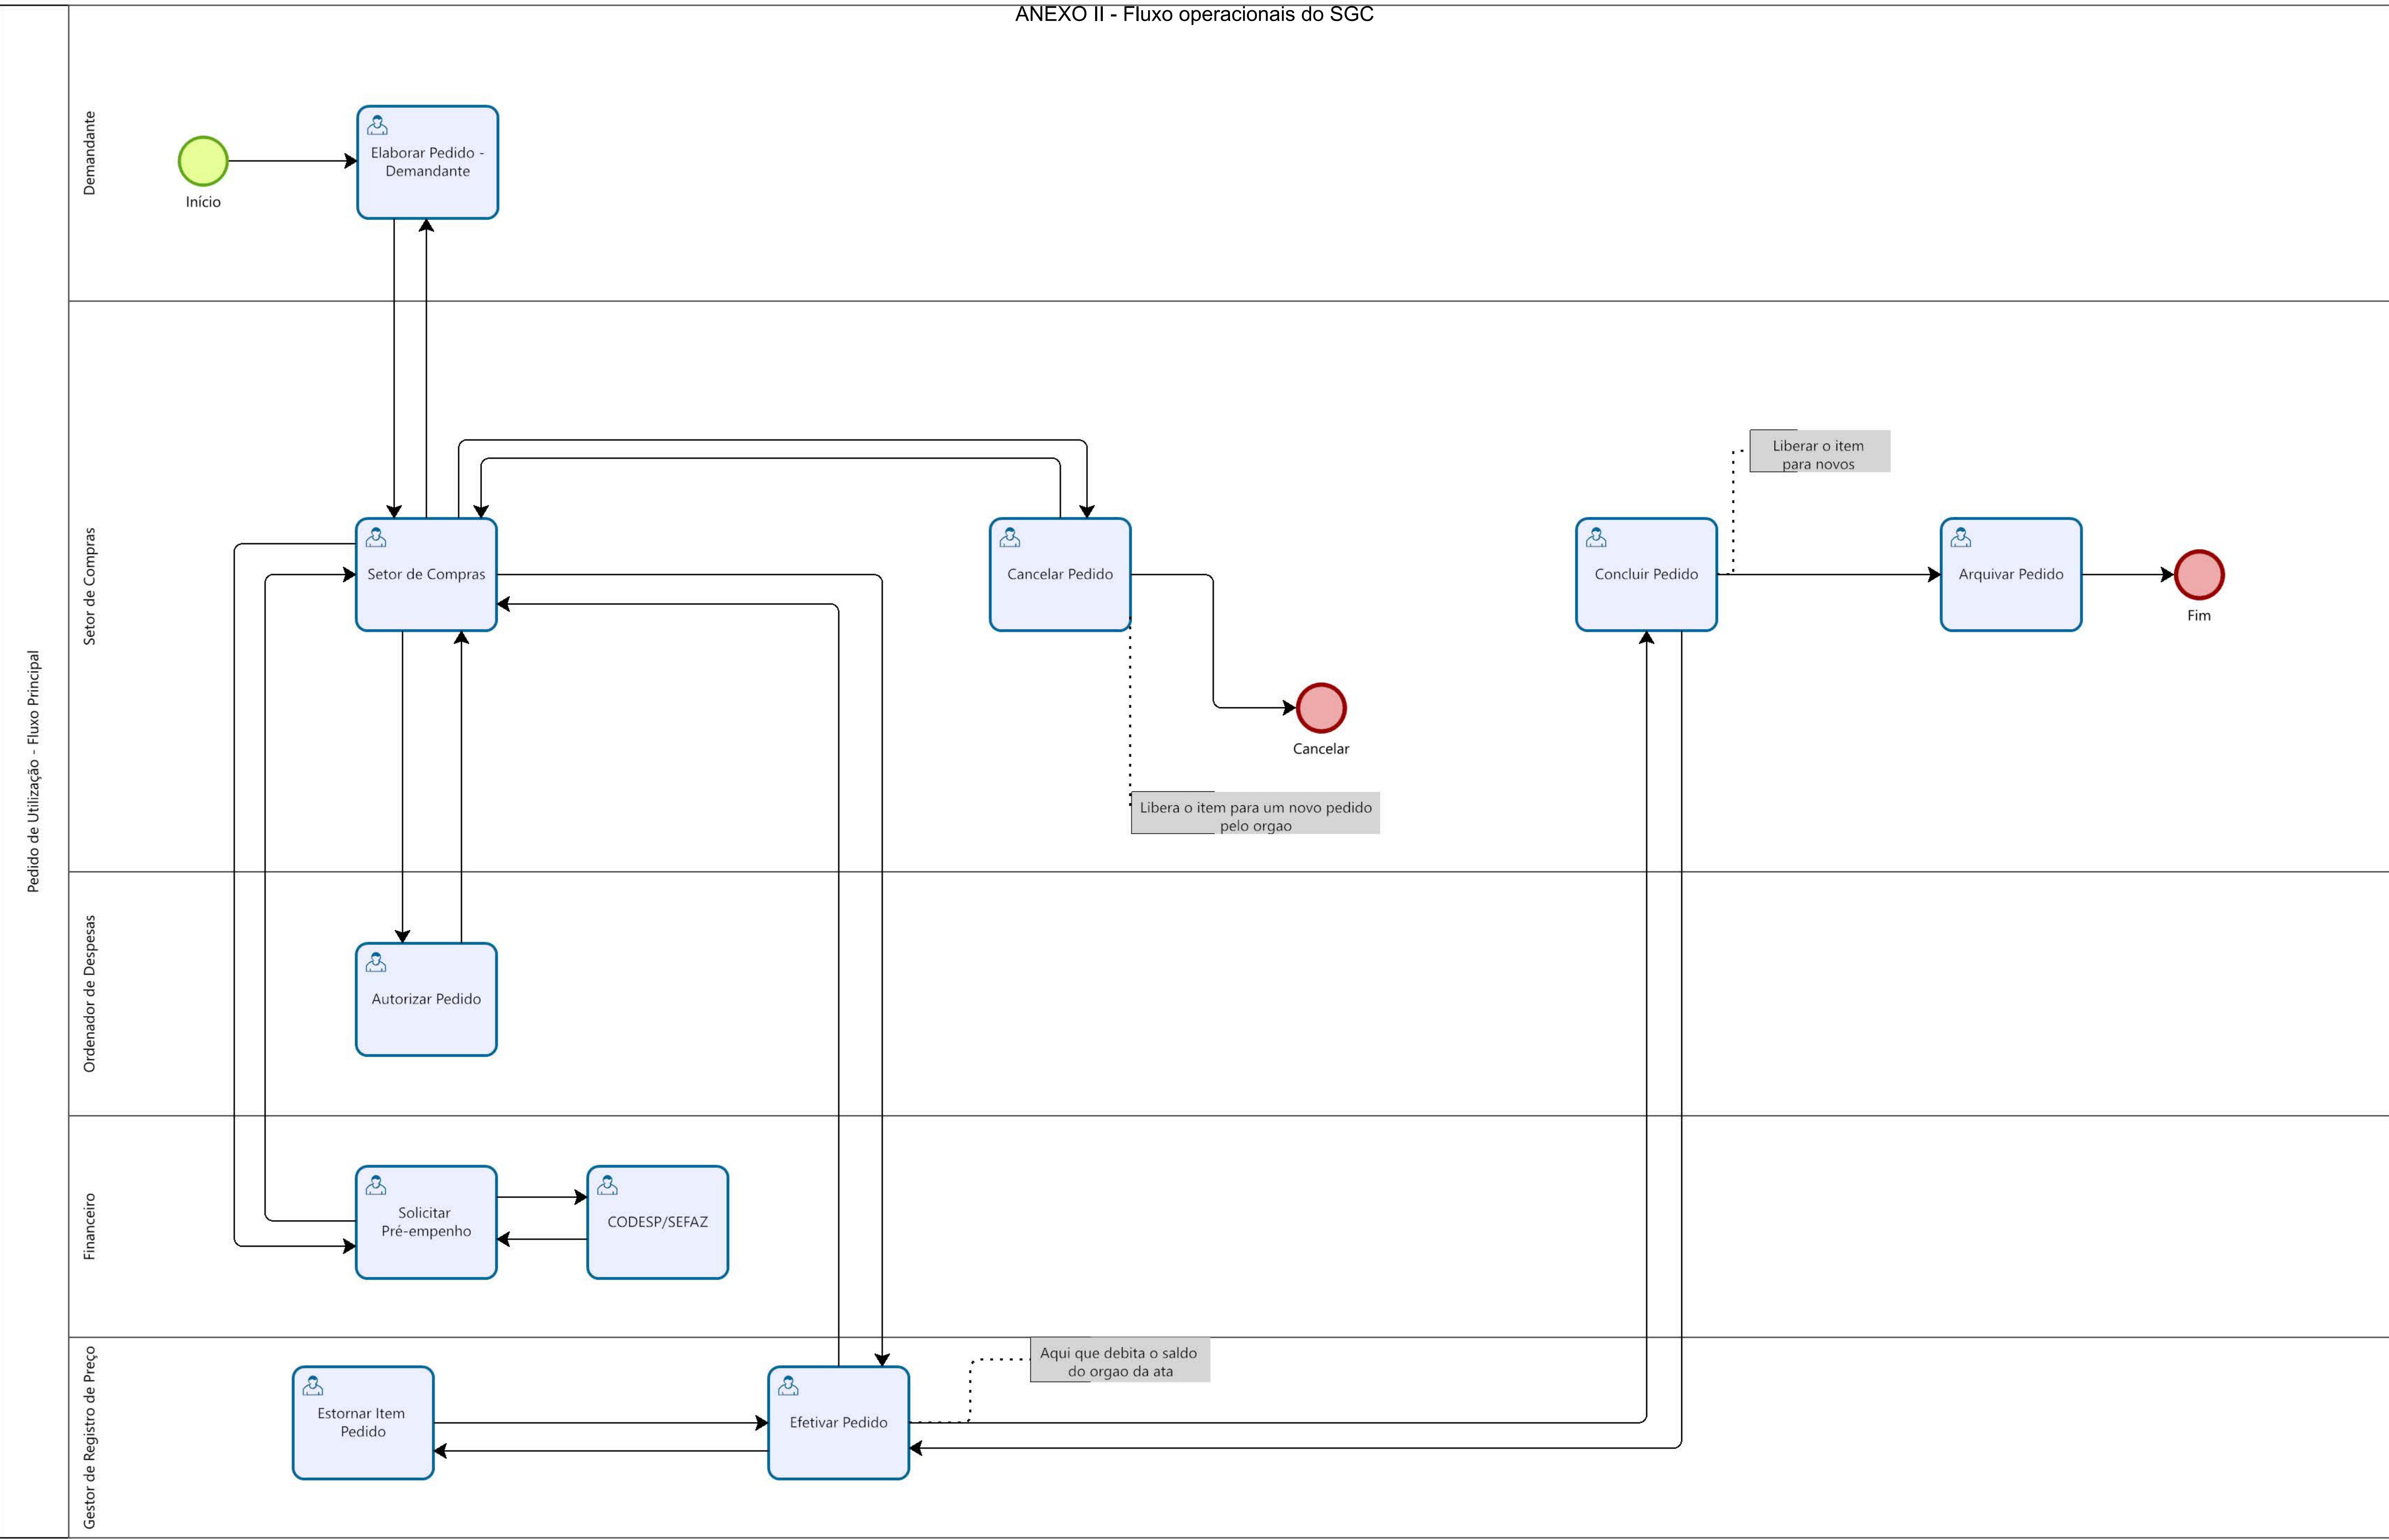 ANEXO II - Fluxo operacionais do SGC
Pedido de Utilização - Fluxo Principal
Demandante
Início
Elaborar Pedido -
Demandante
Setor de Compras
Setor de Compras
Cancelar Pedido
Cancelar
Libera o item para um novo pedido
pelo orgao
Concluir Pedido
Liberar o item
para novos
Arquivar Pedido
Fim
Ordenador de Despesas
Autorizar Pedido
Financeiro
Solicitar
Pré-empenho
CODESP/SEFAZ
Gestor de Registro de Preço
Estornar Item
Pedido
Efetivar Pedido
Aqui que debita o saldo
do orgao da ata